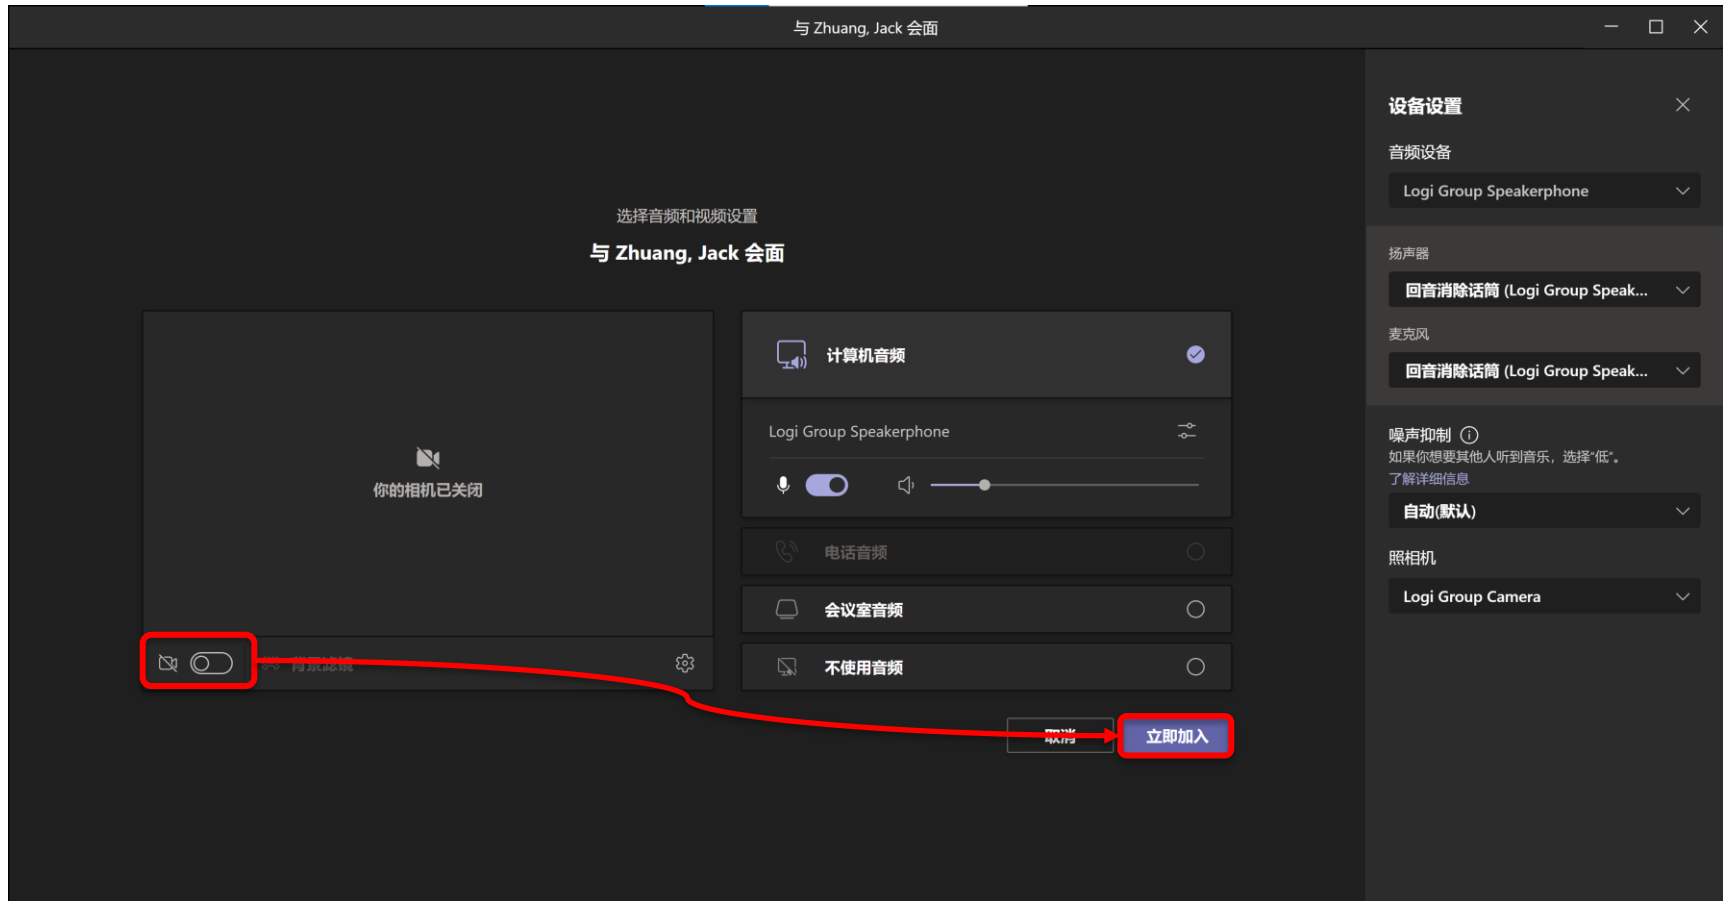 与 Zhuang, Jack 会面
选择音频和视频设置
与 Zhuang, Jack 会面
你的相机已关闭
背景滤镜
计算机音频
Logi Group Speakerphone
电话音频
会议室音频
不使用音频
取消
立即加入
设备设置
音频设备
Logi Group Speakerphone
扬声器
回音消除话筒 (Logi Group Speak...
麦克风
回音消除话筒 (Logi Group Speak...
噪声抑制
如果你想要其他人听到音乐，选择“低”。
了解详细信息
自动(默认)
照相机
Logi Group Camera